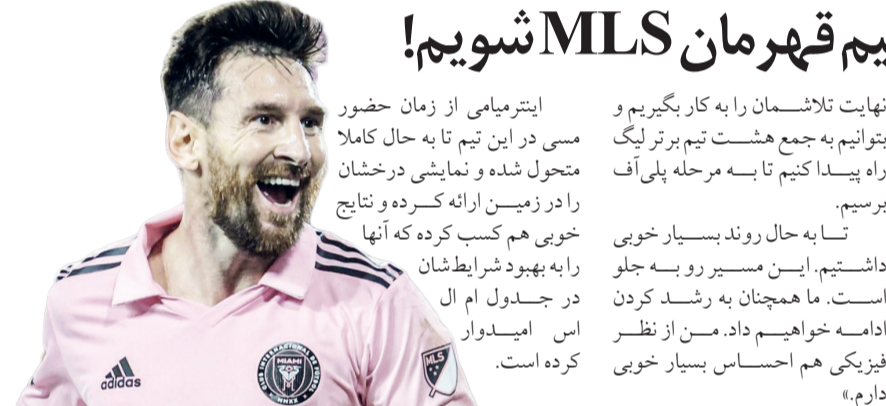 یم قهرمان MLS شویم!
نهایت تلاشمان را به کار بگیریم و
بتوانیم به جمع هشت تیم برتر لیگ
راه پیدا کنیم تا به مرحله پلی‌آف
برسیم.
تا به حال روند بسیار خوبی
داشتیم. این مسیر رو به جلو
است. ما همچنان به رشد کردن
ادامه خواهیم داد. من از نظر
فیزیکی هم احساس بسیار خوبی
دارم.»
اینترمیامی از زمان حضور
مسی در این تیم تا به حال کاملا
متحول شده و نمایشی درخشان
را در زمین ارائه کرده و نتایج
خوبی هم کسب کرده که آنها
را به بهبود شرایط‌شان
در جدول ام ال
اس امیدوار
کرده است.
adidas
CLUB INTERNACIONAL DE FÚTBOL
MIAMI
MMXX
MLS